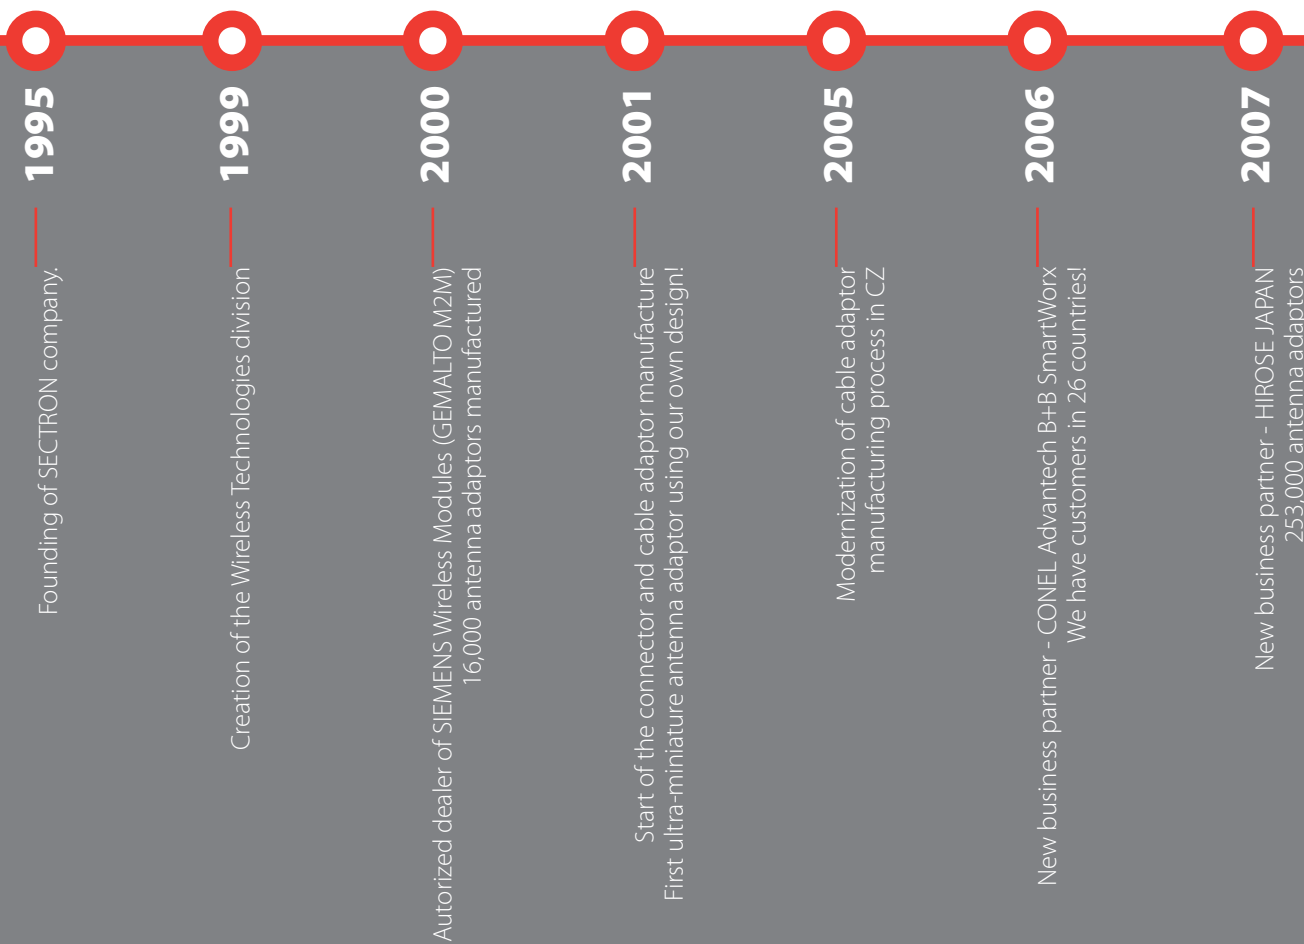 1995
Founding of SECTRON company.
1999
Creation of the Wireless Technologies division
2000
Autorized dealer of SIEMENS Wireless Modules (GEMALTO M2M)
16,000 antenna adaptors manufactured
2001
Start of the connector and cable adaptor manufacture
First ultra-miniature antenna adaptor using our own design!
2005
Modernization of cable adaptor
manufacturing process in CZ
2006
New business partner - CONEL Advantech B+B SmartWorx
We have customers in 26 countries!
2007
New business partner - HIROSE JAPAN
253,000 antenna adaptors